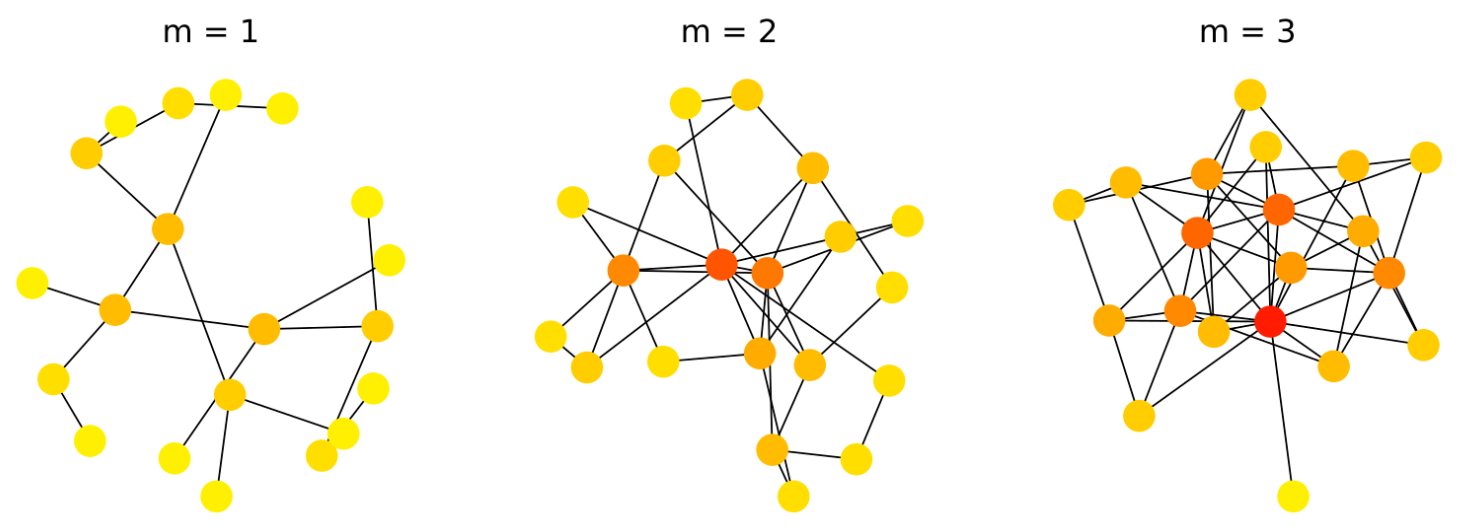 m = 1
m = 2
m = 3